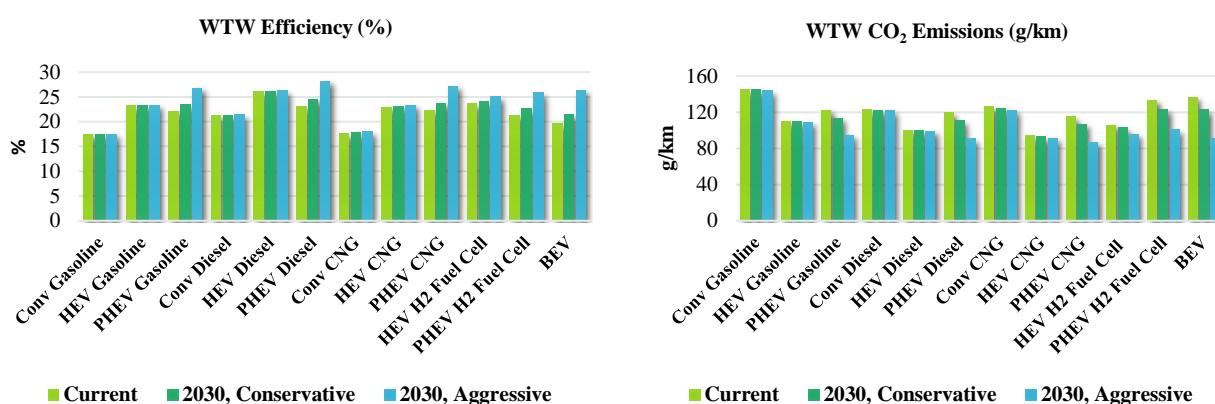 WTW Efficiency (%)
30
25
20
15
10
5
0
%
Conv Gasoline
HEV Gasoline
PHEV Gasoline
Conv Diesel
HEV Diesel
PHEV Diesel
Conv CNG
HEV CNG
PHEV CNG
HEV H2 Fuel Cell
PHEV H2 Fuel Cell
BEV
Current 2030, Conservative 2030, Aggressive
WTW CO₂ Emissions (g/km)
160
120
80
40
0
g/km
Conv Gasoline
HEV Gasoline
PHEV Gasoline
Conv Diesel
HEV Diesel
PHEV Diesel
Conv CNG
HEV CNG
PHEV CNG
HEV H2 Fuel Cell
PHEV H2 Fuel Cell
BEV
Current 2030, Conservative 2030, Aggressive